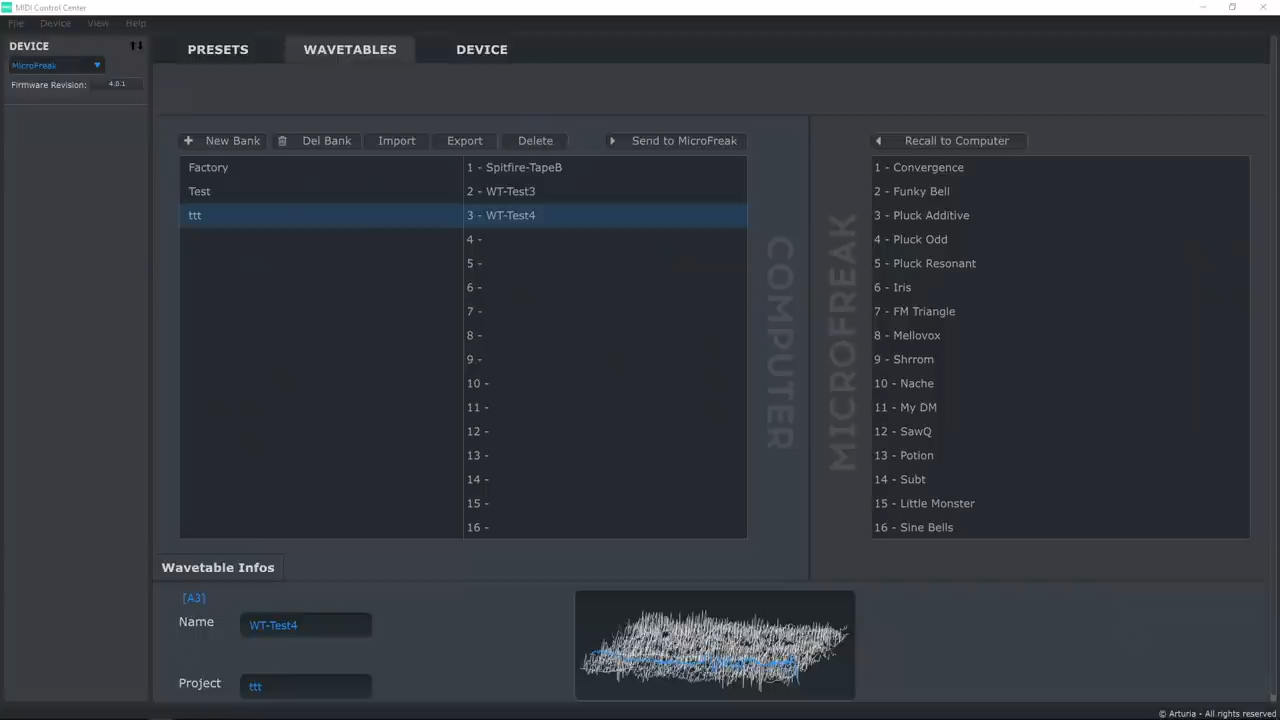 MIDI Control Center
File Device View Help
DEVICE
MicroFreak
Firmware Revision: 4.0.1
PRESETS WAVETABLES DEVICE
New Bank Del Bank Import Export Delete Send to MicroFreak
Factory
Test
ttt
1 - Spitfire-TapeB
2 - WT-Test3
3 - WT-Test4
4 -
5 -
6 -
7 -
8 -
9 -
10 -
11 -
12 -
13 -
14 -
15 -
16 -
COMPUTER
MICROFREAK
Recall to Computer
1 - Convergence
2 - Funky Bell
3 - Pluck Additive
4 - Pluck Odd
5 - Pluck Resonant
6 - Iris
7 - FM Triangle
8 - Mellovox
9 - Shrrom
10 - Nache
11 - My DM
12 - SawQ
13 - Potion
14 - Subt
15 - Little Monster
16 - Sine Bells
Wavetable Infos
[A3]
Name WT-Test4
Project ttt
© Arturia - All rights reserved